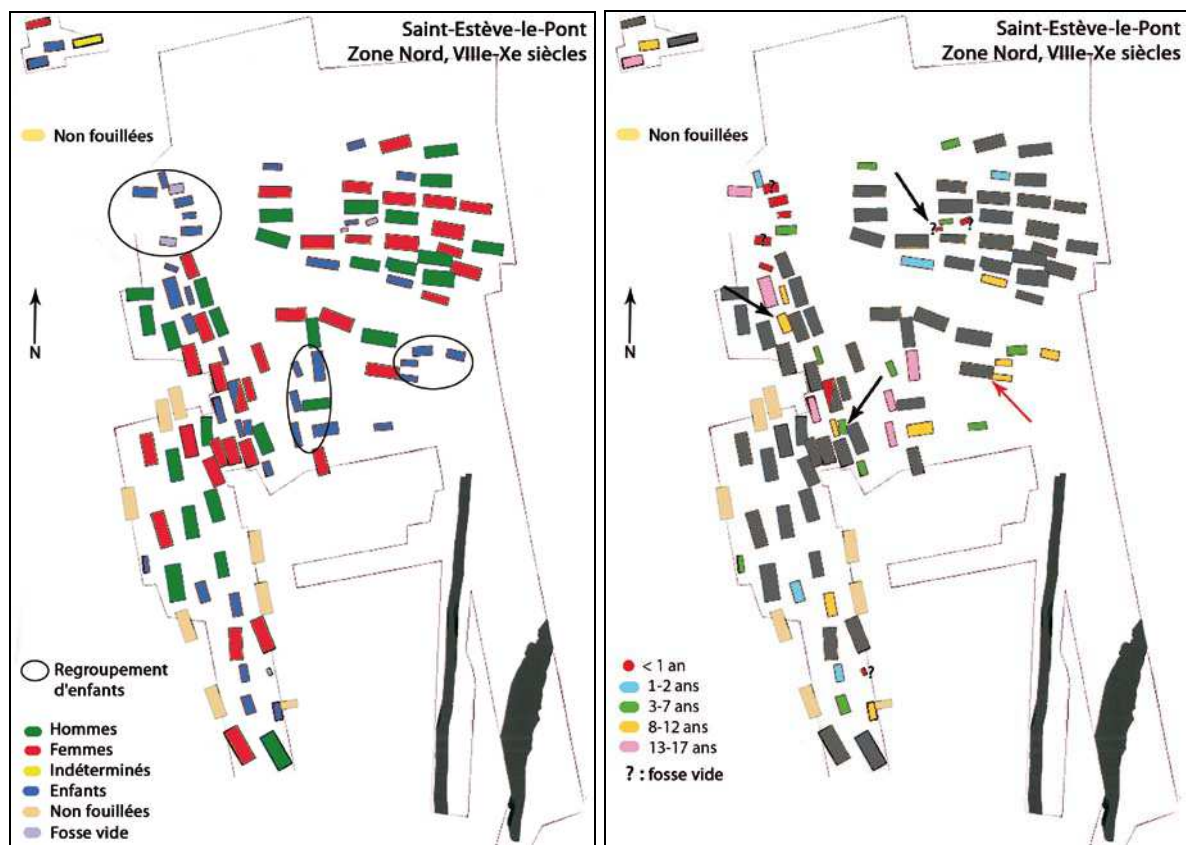 Saint-Estève-le-Pont
Zone Nord, VIIIe-Xe siècles
Non fouillées
N
Regroupement
d'enfants
Hommes
Femmes
Indéterminés
Enfants
Non fouillées
Fosse vide
Saint-Estève-le-Pont
Zone Nord, VIIIe-Xe siècles
Non fouillées
?
?
?
?
N
?
< 1 an
1-2 ans
3-7 ans
8-12 ans
13-17 ans
? : fosse vide